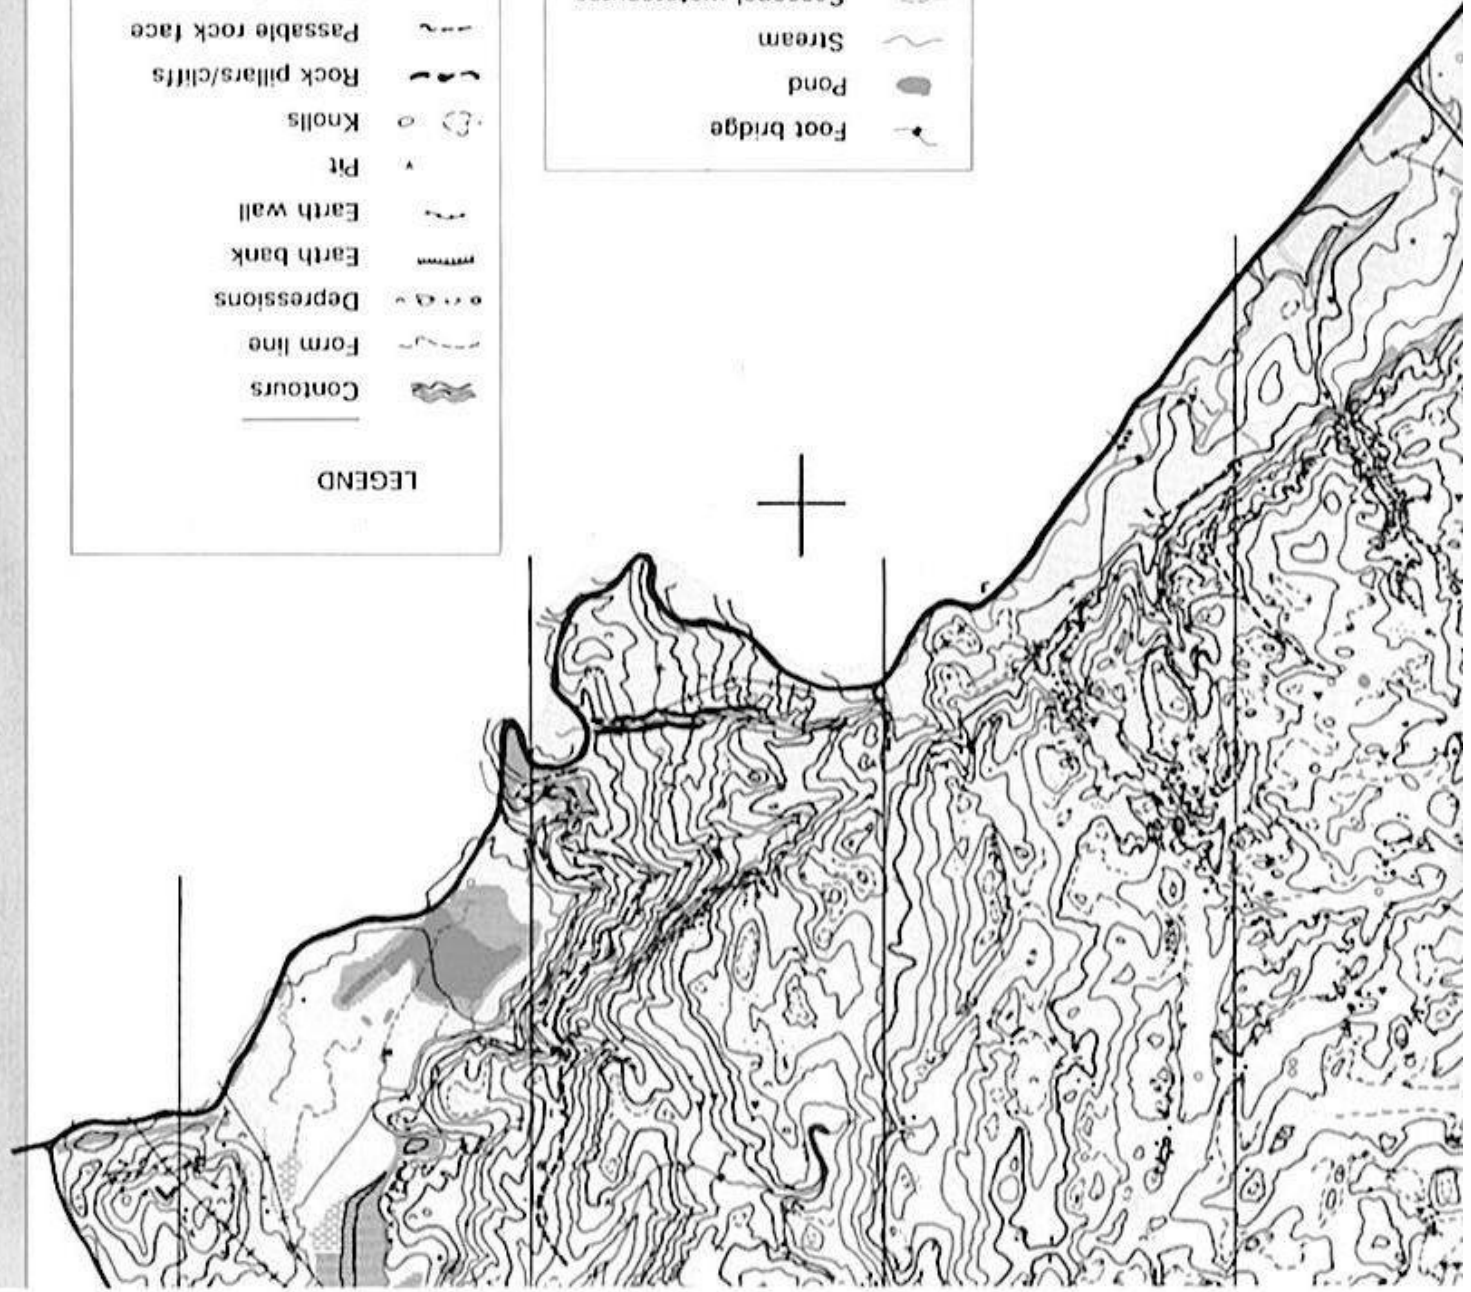 LEGEND
Contours
Form line
Depressions
Earth bank
Earth wall
Pit
Knolls
Rock pillars/cliffs
Passable rock face
Foot bridge
Pond
Stream